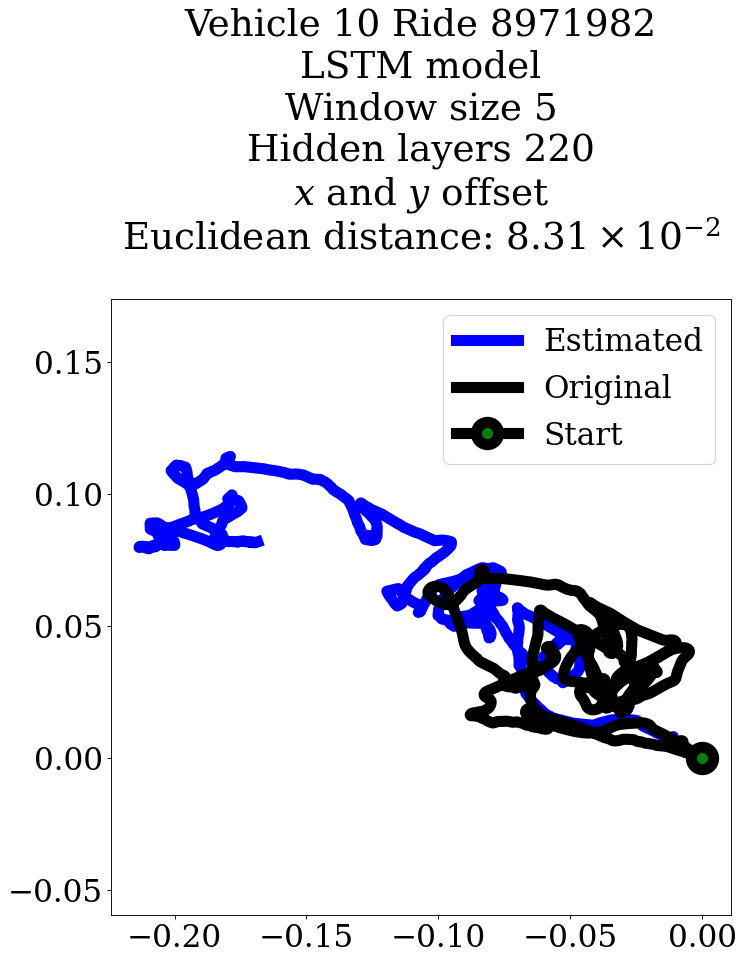 Vehicle 10 Ride 8971982
LSTM model
Window size 5
Hidden layers 220
x and y offset
Euclidean distance: 8.31 × 10⁻²
Estimated
Original
Start
0.15
0.10
0.05
0.00
−0.05
−0.20 −0.15 −0.10 −0.05 0.00